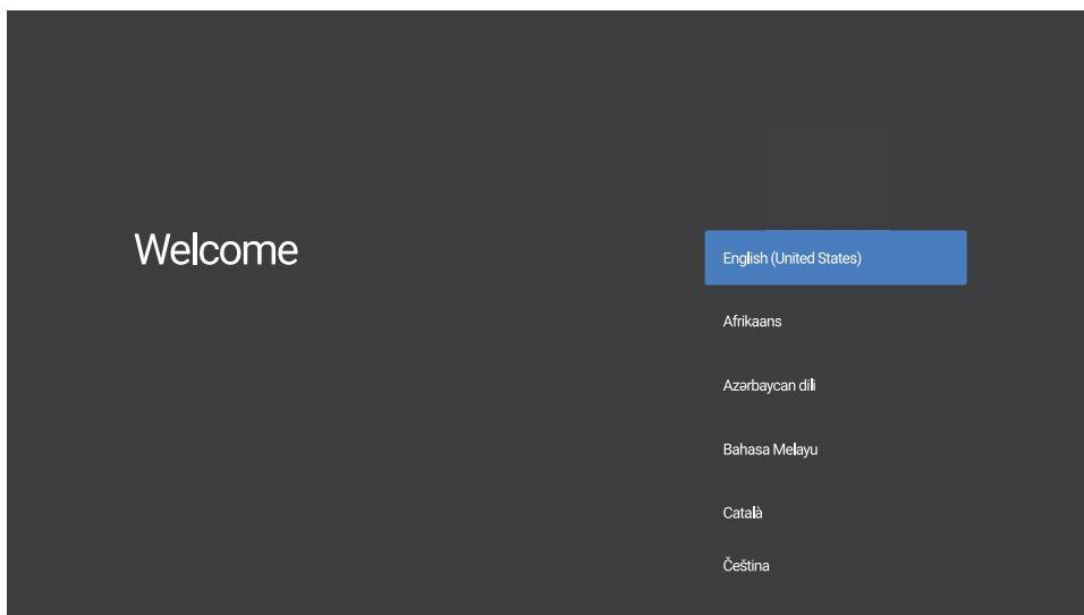 Welcome
English (United States)
Afrikaans
Azərbaycan dili
Bahasa Melayu
Català
Čeština